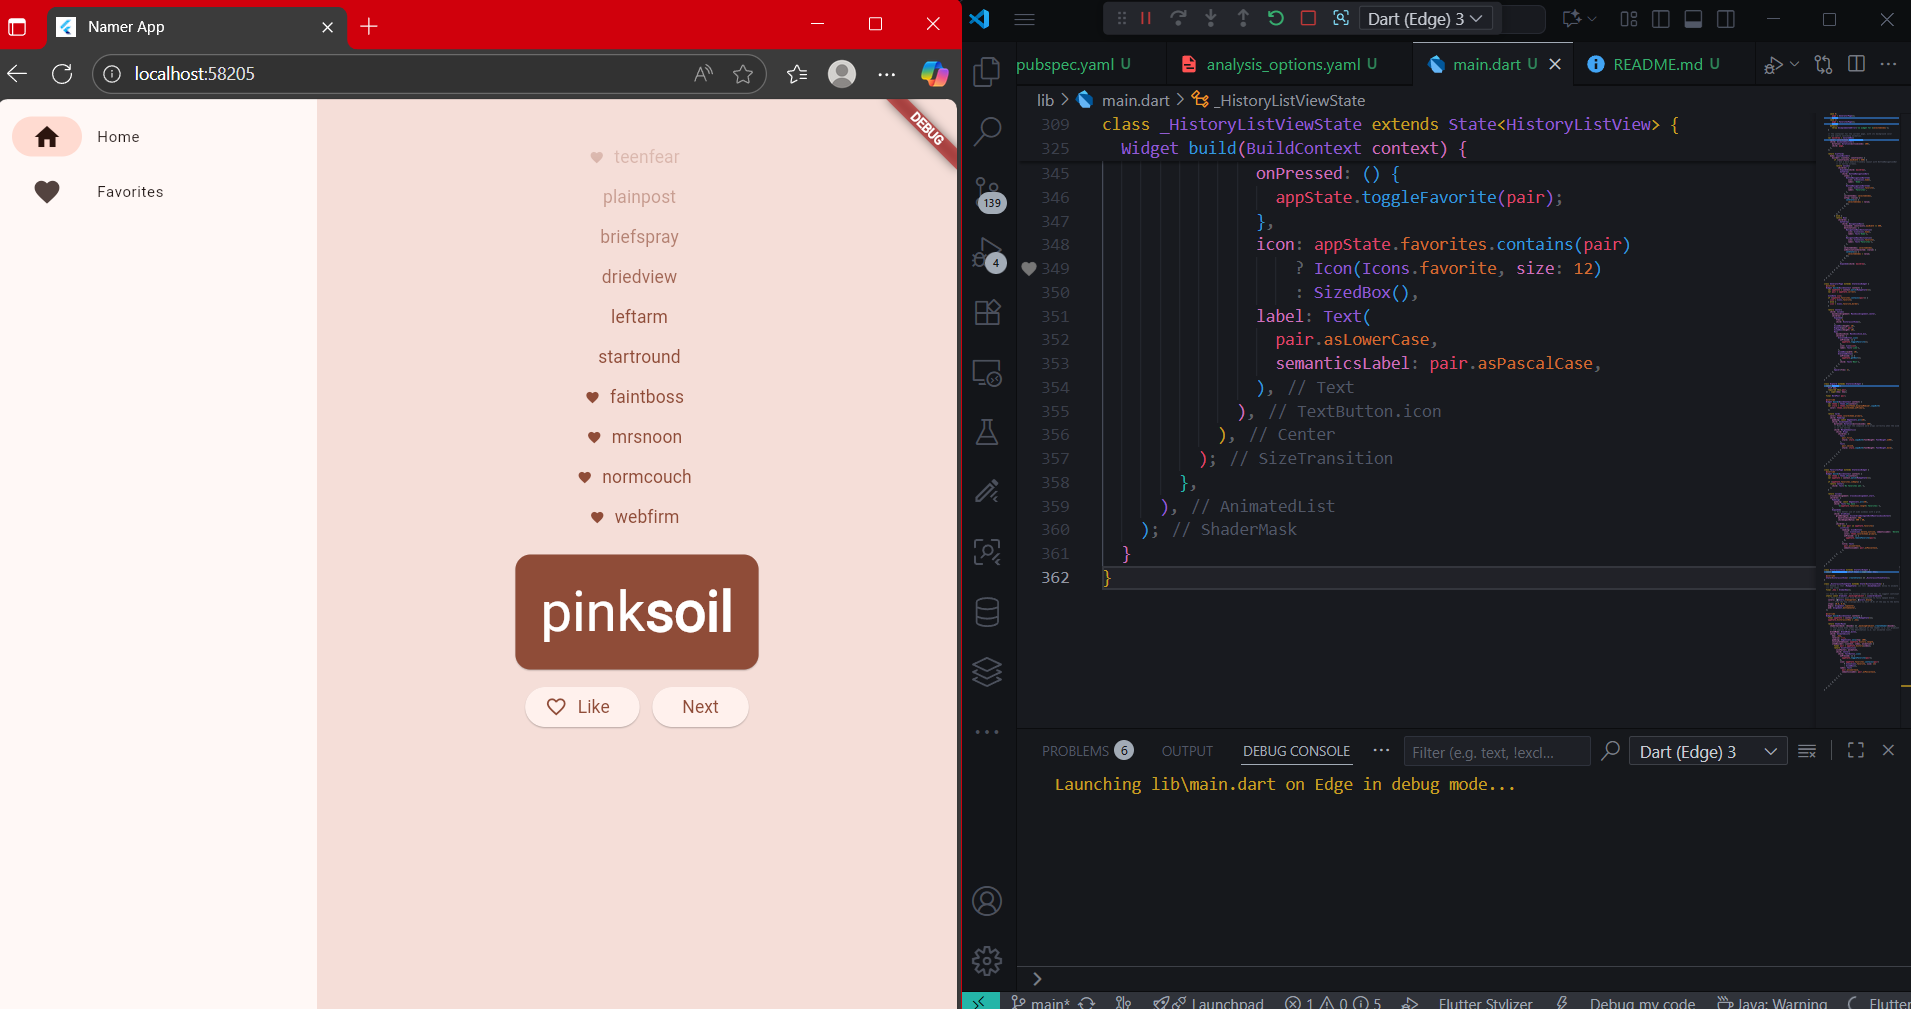 Namer App
localhost:58205
Home
Favorites
DEBUG
teenfear
plainpost
briefspray
driedview
leftarm
startround
faintboss
mrsnoon
normcouch
webfirm
pinksoil
Like
Next
Dart (Edge) 3
pubspec.yaml U
analysis_options.yaml U
main.dart U
README.md U
lib > main.dart > _HistoryListViewState
309 class _HistoryListViewState extends State<HistoryListView> {
325 Widget build(BuildContext context) {
345 onPressed: () {
346 appState.toggleFavorite(pair);
347 },
348 icon: appState.favorites.contains(pair)
349 ? Icon(Icons.favorite, size: 12)
350 : SizedBox(),
351 label: Text(
352 pair.asLowerCase,
353 semanticsLabel: pair.asPascalCase,
354 ), // Text
355 ), // TextButton.icon
356 ), // Center
357 ); // SizeTransition
358 },
359 ), // AnimatedList
360 ); // ShaderMask
361 }
362 }
139
4
PROBLEMS 6 OUTPUT DEBUG CONSOLE ··· Filter (e.g. text, !excl... Dart (Edge) 3
Launching lib\main.dart on Edge in debug mode...
>
main* Launchpad 1 0 5 Flutter Stylizer Debug my code Java: Warning Flutter